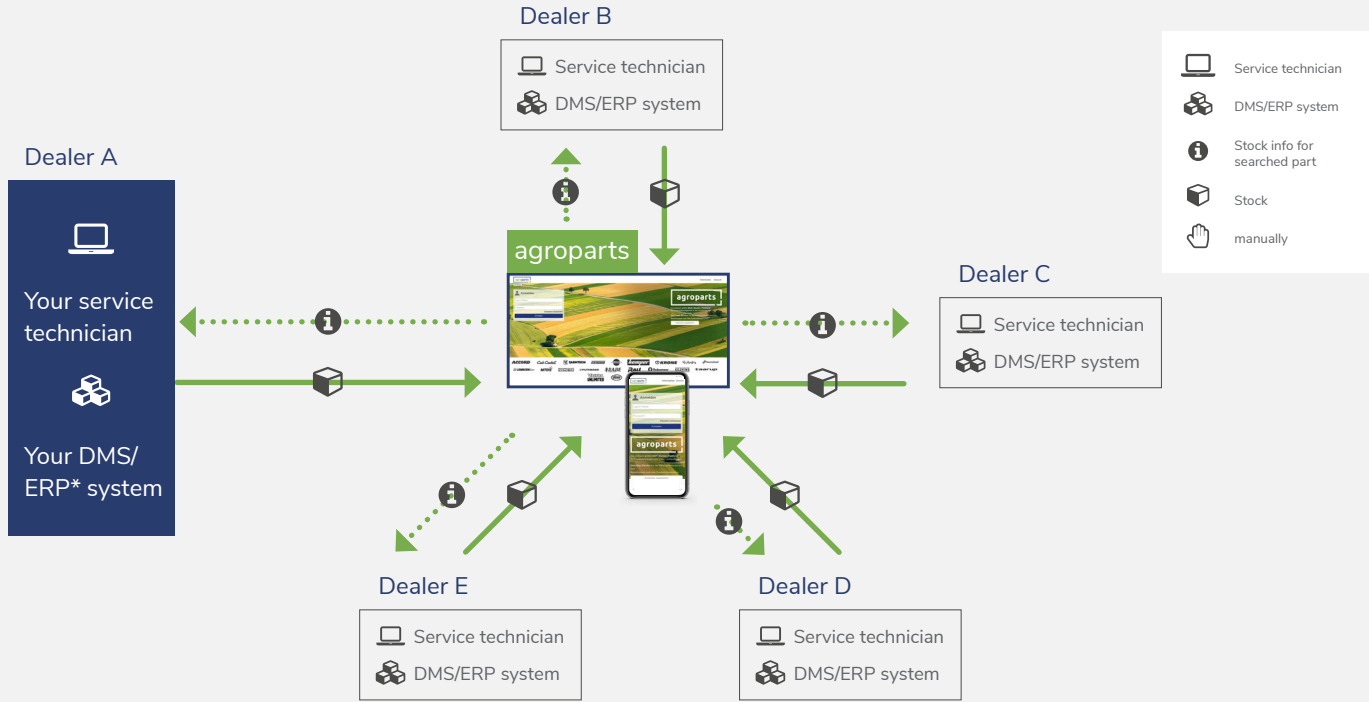 Dealer B
Service technician
DMS/ERP system
Service technician
DMS/ERP system
Stock info for
searched part
Stock
manually
Dealer A
Your service
technician
Your DMS/
ERP* system
agroparts
agroparts
ACCORD
KRONE
agroparts
Dealer C
Service technician
DMS/ERP system
Dealer E
Service technician
DMS/ERP system
Dealer D
Service technician
DMS/ERP system